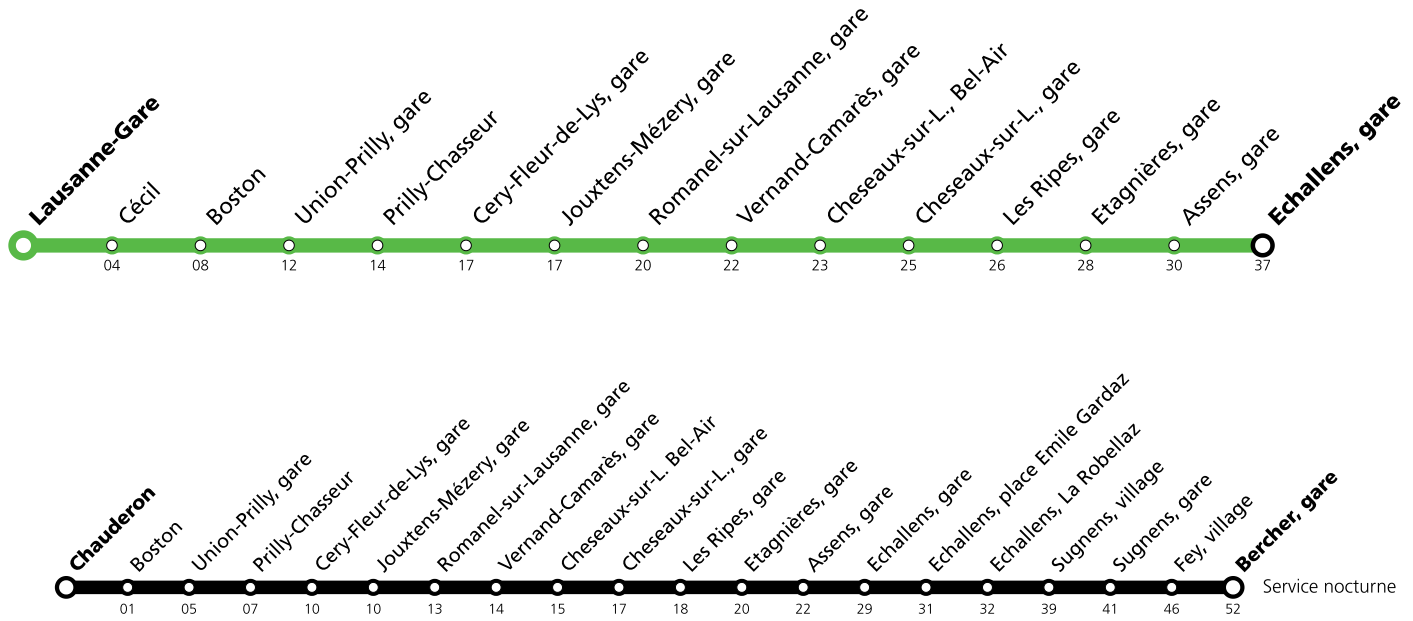 Lausanne-Gare
Cécil
Boston
Union-Prilly, gare
Prilly-Chasseur
Cery-Fleur-de-Lys, gare
Jouxtens-Mézery, gare
Romanel-sur-Lausanne, gare
Vernand-Camarès, gare
Cheseaux-sur-L., Bel-Air
Cheseaux-sur-L., gare
Les Ripes, gare
Etagnières, gare
Assens, gare
Echallens, gare
04 08 12 14 17 17 20 22 23 25 26 28 30 37
Chauderon
Boston
Union-Prilly, gare
Prilly-Chasseur
Cery-Fleur-de-Lys, gare
Jouxtens-Mézery, gare
Romanel-sur-Lausanne, gare
Vernand-Camarès, gare
Cheseaux-sur-L. Bel-Air
Cheseaux-sur-L., gare
Les Ripes, gare
Etagnières, gare
Assens, gare
Echallens, gare
Echallens, place Emile Gardaz
Echallens, La Robellaz
Sugnens, village
Sugnens, gare
Fey, village
Bercher, gare
Service nocturne
01 05 07 10 10 13 14 15 17 18 20 22 29 31 32 39 41 46 52